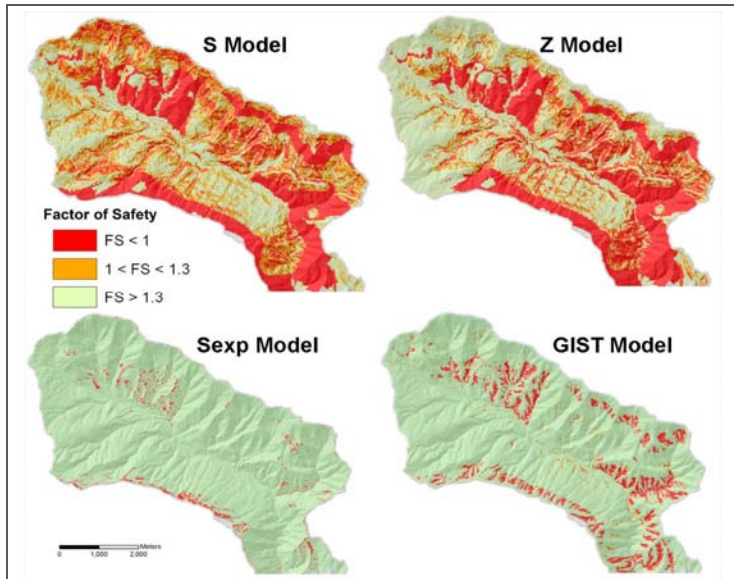 S Model
Z Model
Factor of Safety
FS < 1
1 < FS < 1.3
FS > 1.3
Sexp Model
GIST Model
0 1,000 2,000
Meters